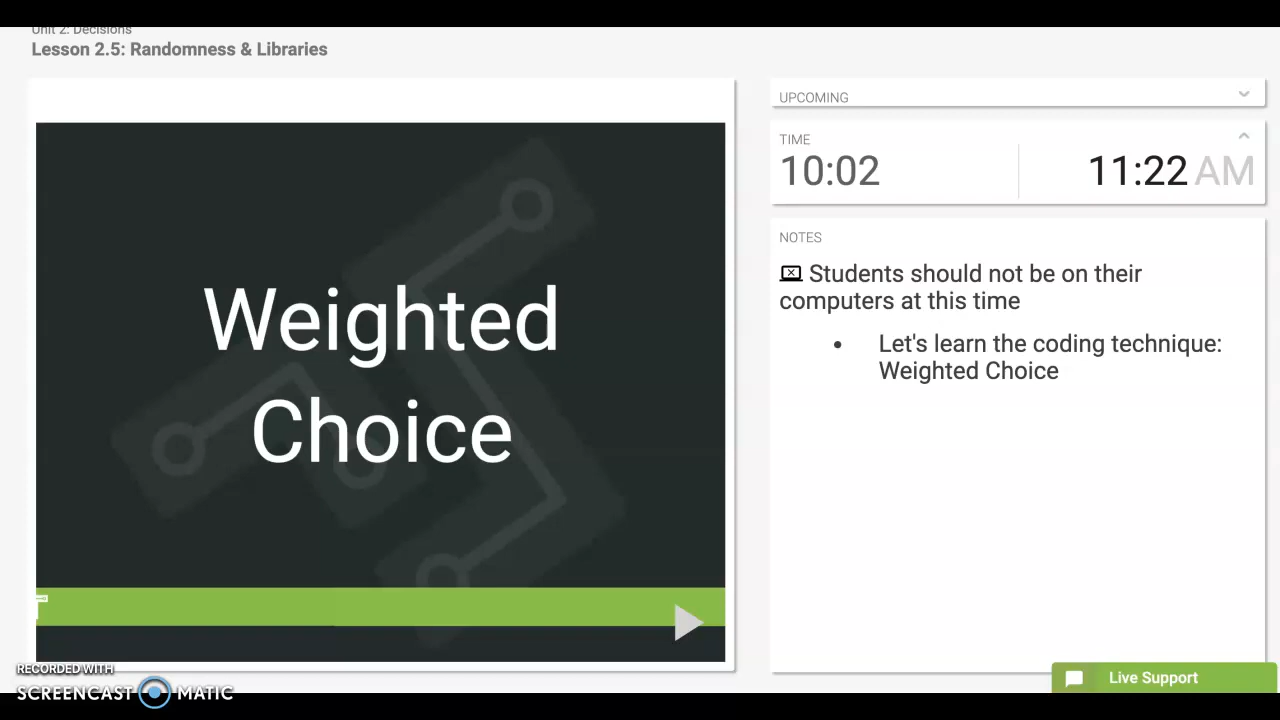 Unit 2: Decisions
Lesson 2.5: Randomness & Libraries
Weighted
Choice
UPCOMING
TIME
10:02
11:22 AM
NOTES
Students should not be on their
computers at this time
• Let's learn the coding technique:
Weighted Choice
RECORDED WITH
SCREENCAST MATIC
Live Support